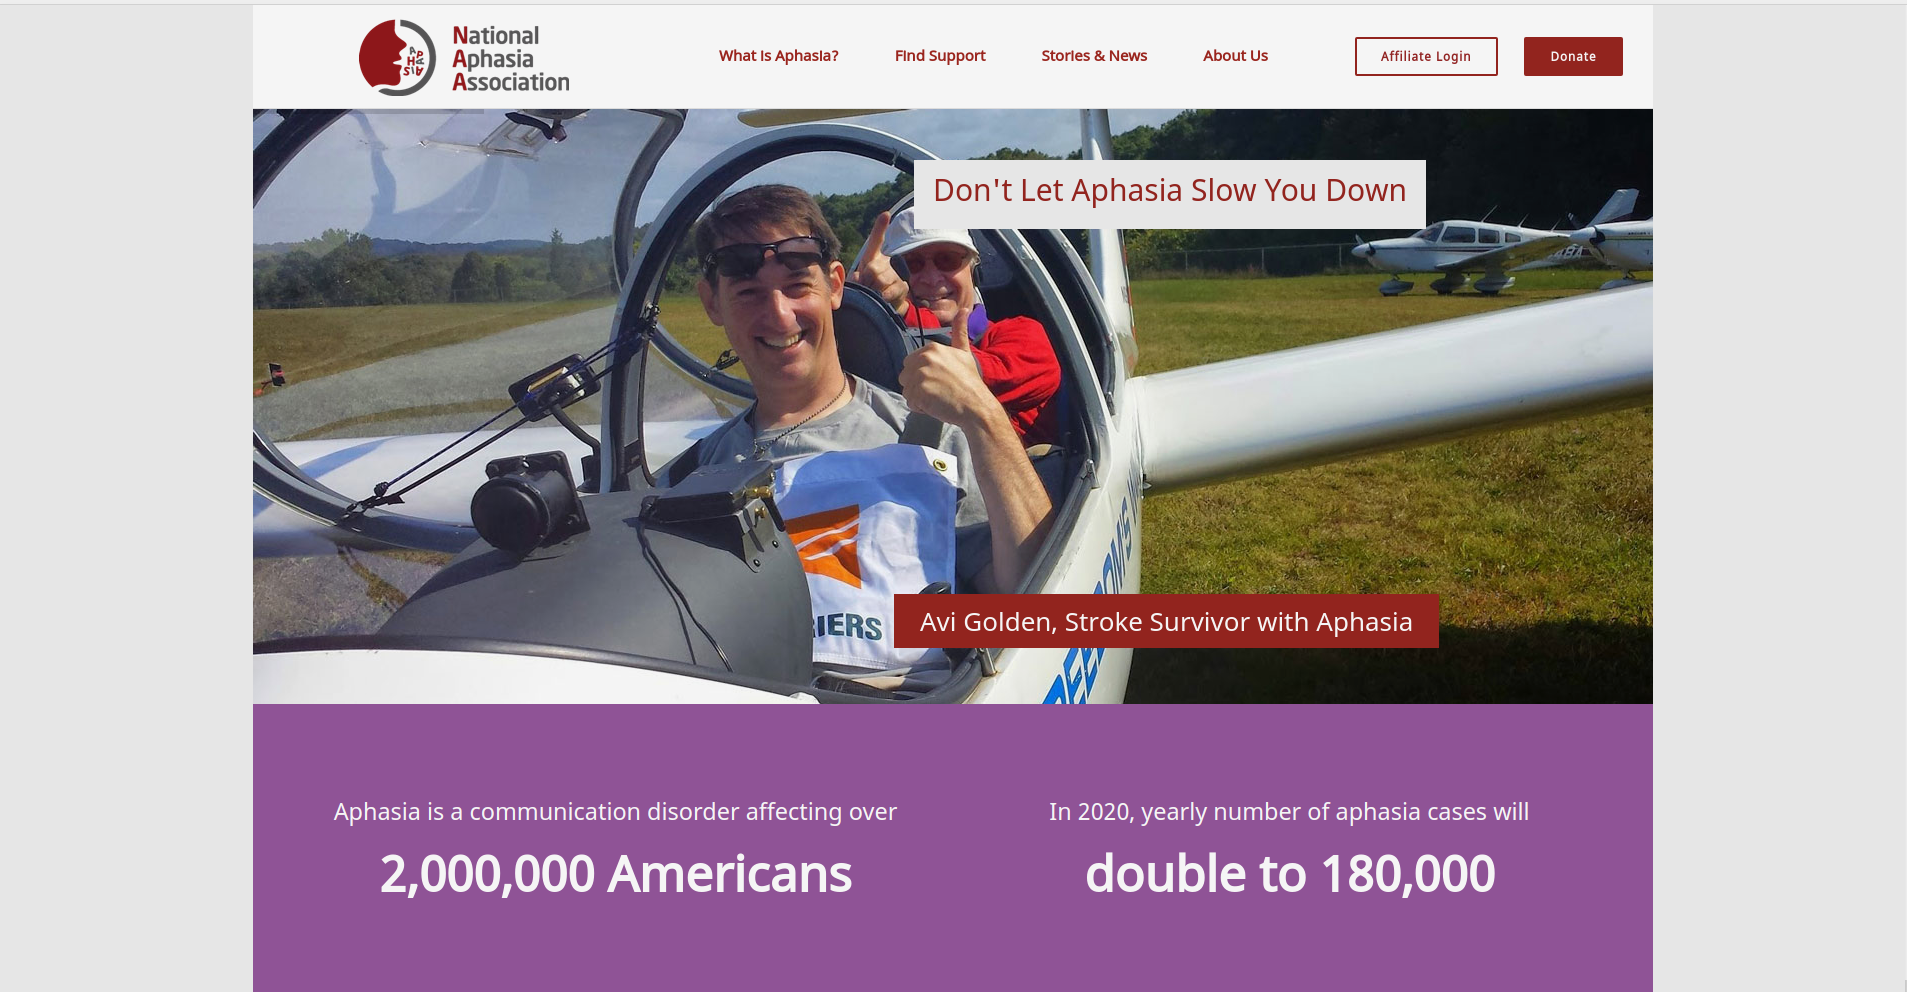 National
Aphasia
Association
APHASIA
What is Aphasia?
Find Support
Stories & News
About Us
Affiliate Login
Donate
Don't Let Aphasia Slow You Down
IERS
Avi Golden, Stroke Survivor with Aphasia
Aphasia is a communication disorder affecting over
2,000,000 Americans
In 2020, yearly number of aphasia cases will
double to 180,000